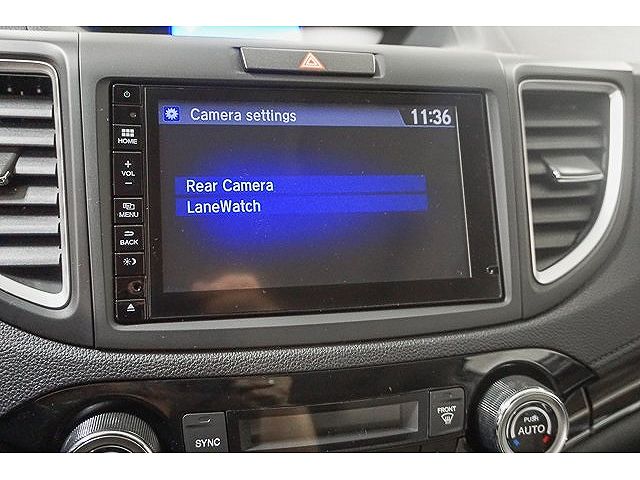 Camera settings 11:36
HOME
+
VOL
−
MENU
BACK
Rear Camera
LaneWatch
SYNC
FRONT
PUSH
AUTO